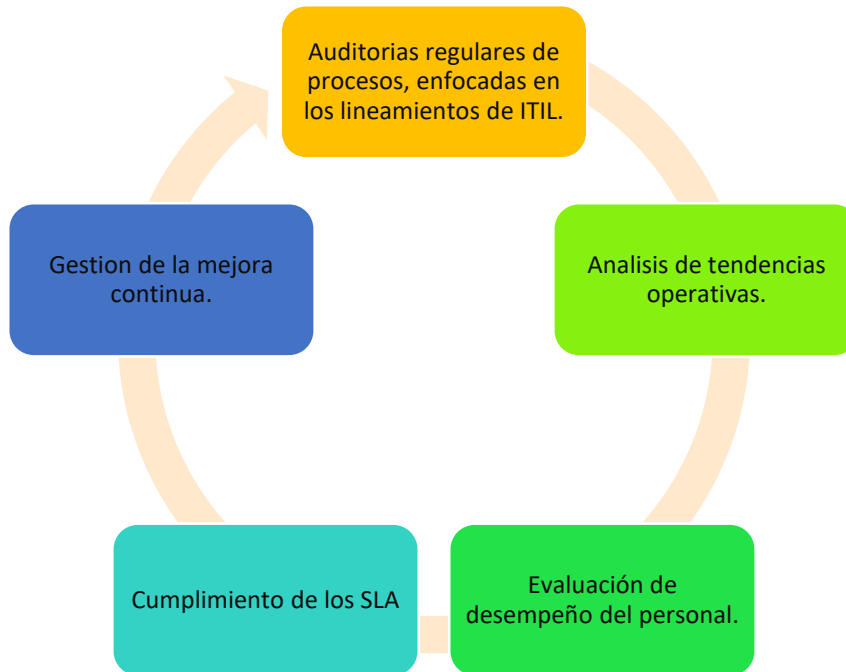 Auditorias regulares de
procesos, enfocadas en
los lineamientos de ITIL.
Analisis de tendencias
operativas.
Evaluación de
desempeño del personal.
Cumplimiento de los SLA
Gestion de la mejora
continua.